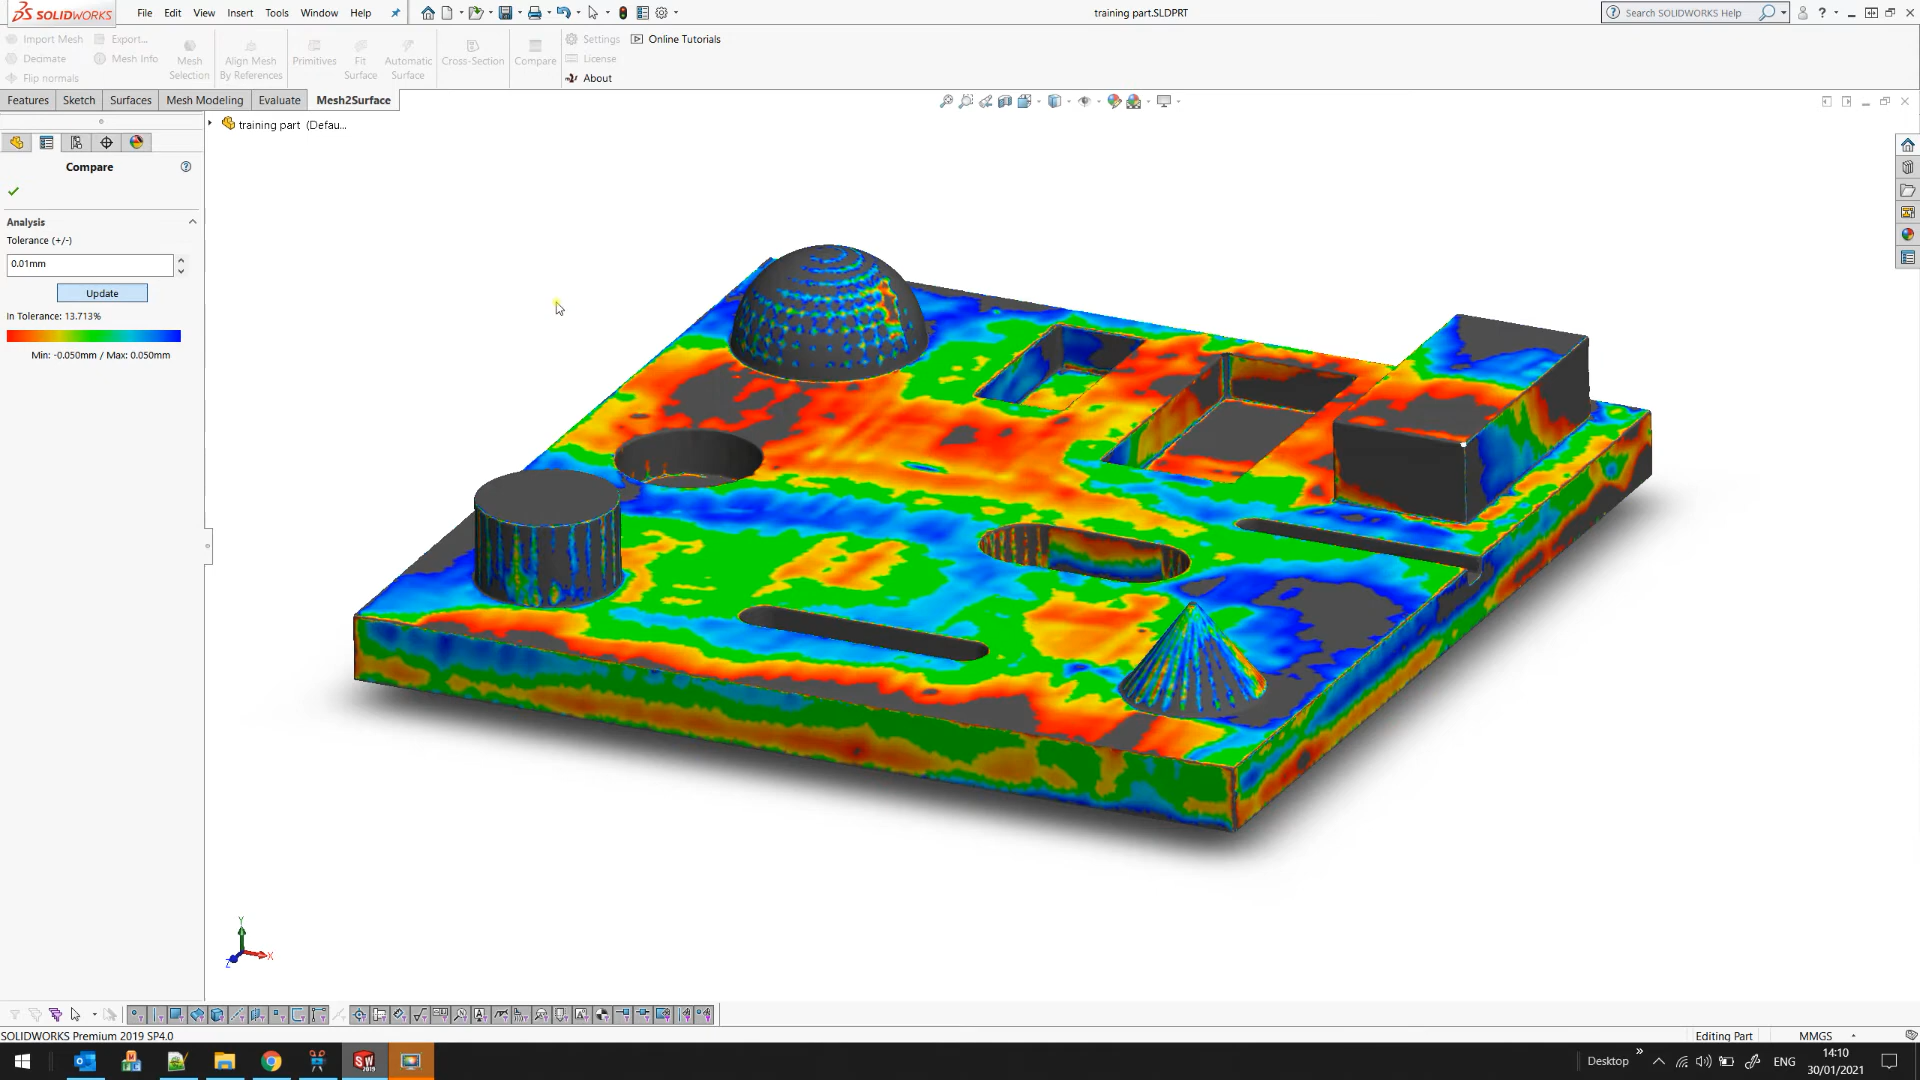 SOLIDWORKS File Edit View Insert Tools Window Help training part.SLDPRT Search SOLIDWORKS Help ?
Import Mesh Export... Settings Online Tutorials
Decimate Mesh Info License
Flip normals About
Mesh Selection
Align Mesh By References
Primitives
Fit Surface
Automatic Surface
Cross-Section
Compare
Features Sketch Surfaces Mesh Modeling Evaluate Mesh2Surface
training part (Defau...
Compare
Analysis
Tolerance (+/-)
0.01mm
Update
In Tolerance: 13.713%
Min: -0.050mm / Max: 0.050mm
Y
X
Z
SOLIDWORKS Premium 2019 SP4.0 Editing Part MMGS
Desktop ENG 14:10
30/01/2021